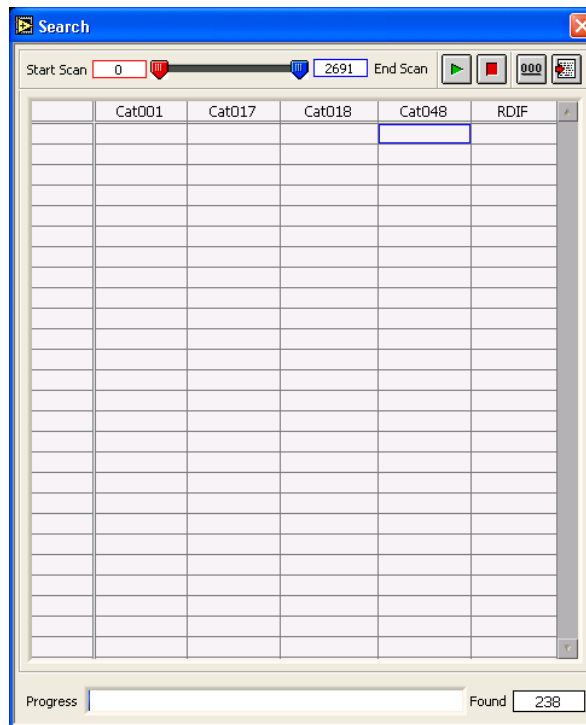 Search
Start Scan 0 2691 End Scan 000
Cat001 Cat017 Cat018 Cat048 RDIF
Progress Found 238